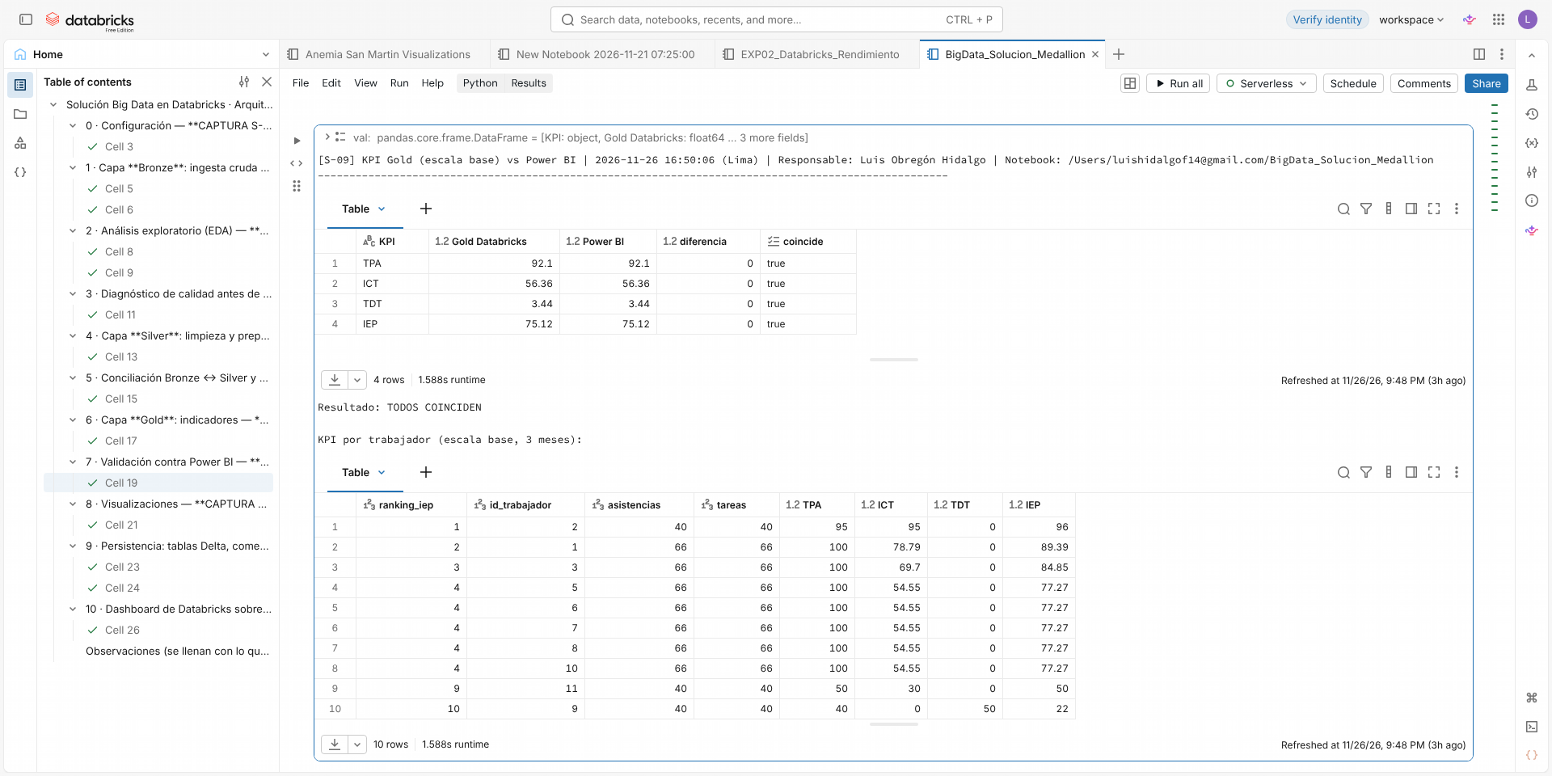 databricks
Free Edition
Search data, notebooks, recents, and more...
CTRL + P
Verify identity
workspace
L
Home
Anemia San Martin Visualizations
New Notebook 2026-11-21 07:25:00
EXP02_Databricks_Rendimiento
BigData_Solucion_Medallion
Table of contents
File Edit View Run Help Python Results
Run all
Serverless
Schedule
Comments
Share
Solución Big Data en Databricks · Arquit...
0 · Configuración — **CAPTURA S-...
Cell 3
1 · Capa **Bronze**: ingesta cruda ...
Cell 5
Cell 6
2 · Análisis exploratorio (EDA) — **...
Cell 8
Cell 9
3 · Diagnóstico de calidad antes de ...
Cell 11
4 · Capa **Silver**: limpieza y prep...
Cell 13
5 · Conciliación Bronze ↔ Silver y ...
Cell 15
6 · Capa **Gold**: indicadores — *...
Cell 17
7 · Validación contra Power BI — **...
Cell 19
8 · Visualizaciones — **CAPTURA ...
Cell 21
9 · Persistencia: tablas Delta, come...
Cell 23
Cell 24
10 · Dashboard de Databricks sobre...
Cell 26
Observaciones (se llenan con lo qu...
val: pandas.core.frame.DataFrame = [KPI: object, Gold Databricks: float64 ... 3 more fields]
[S-09] KPI Gold (escala base) vs Power BI | 2026-11-26 16:50:06 (Lima) | Responsable: Luis Obregón Hidalgo | Notebook: /Users/luishidalgof14@gmail.com/BigData_Solucion_Medallion
----------------------------------------------------------------------------------------------------
Table
KPI 1.2 Gold Databricks 1.2 Power BI 1.2 diferencia coincide
1 TPA 92.1 92.1 0 true
2 ICT 56.36 56.36 0 true
3 TDT 3.44 3.44 0 true
4 IEP 75.12 75.12 0 true
4 rows 1.588s runtime
Refreshed at 11/26/26, 9:48 PM (3h ago)
Resultado: TODOS COINCIDEN
KPI por trabajador (escala base, 3 meses):
Table
ranking_iep id_trabajador asistencias tareas 1.2 TPA 1.2 ICT 1.2 TDT 1.2 IEP
1 1 2 40 40 95 95 0 96
2 2 1 66 66 100 78.79 0 89.39
3 3 3 66 66 100 69.7 0 84.85
4 4 5 66 66 100 54.55 0 77.27
5 4 6 66 66 100 54.55 0 77.27
6 4 7 66 66 100 54.55 0 77.27
7 4 8 66 66 100 54.55 0 77.27
8 4 10 66 66 100 54.55 0 77.27
9 9 11 40 40 50 30 0 50
10 10 9 40 40 40 0 50 22
10 rows 1.588s runtime
Refreshed at 11/26/26, 9:48 PM (3h ago)